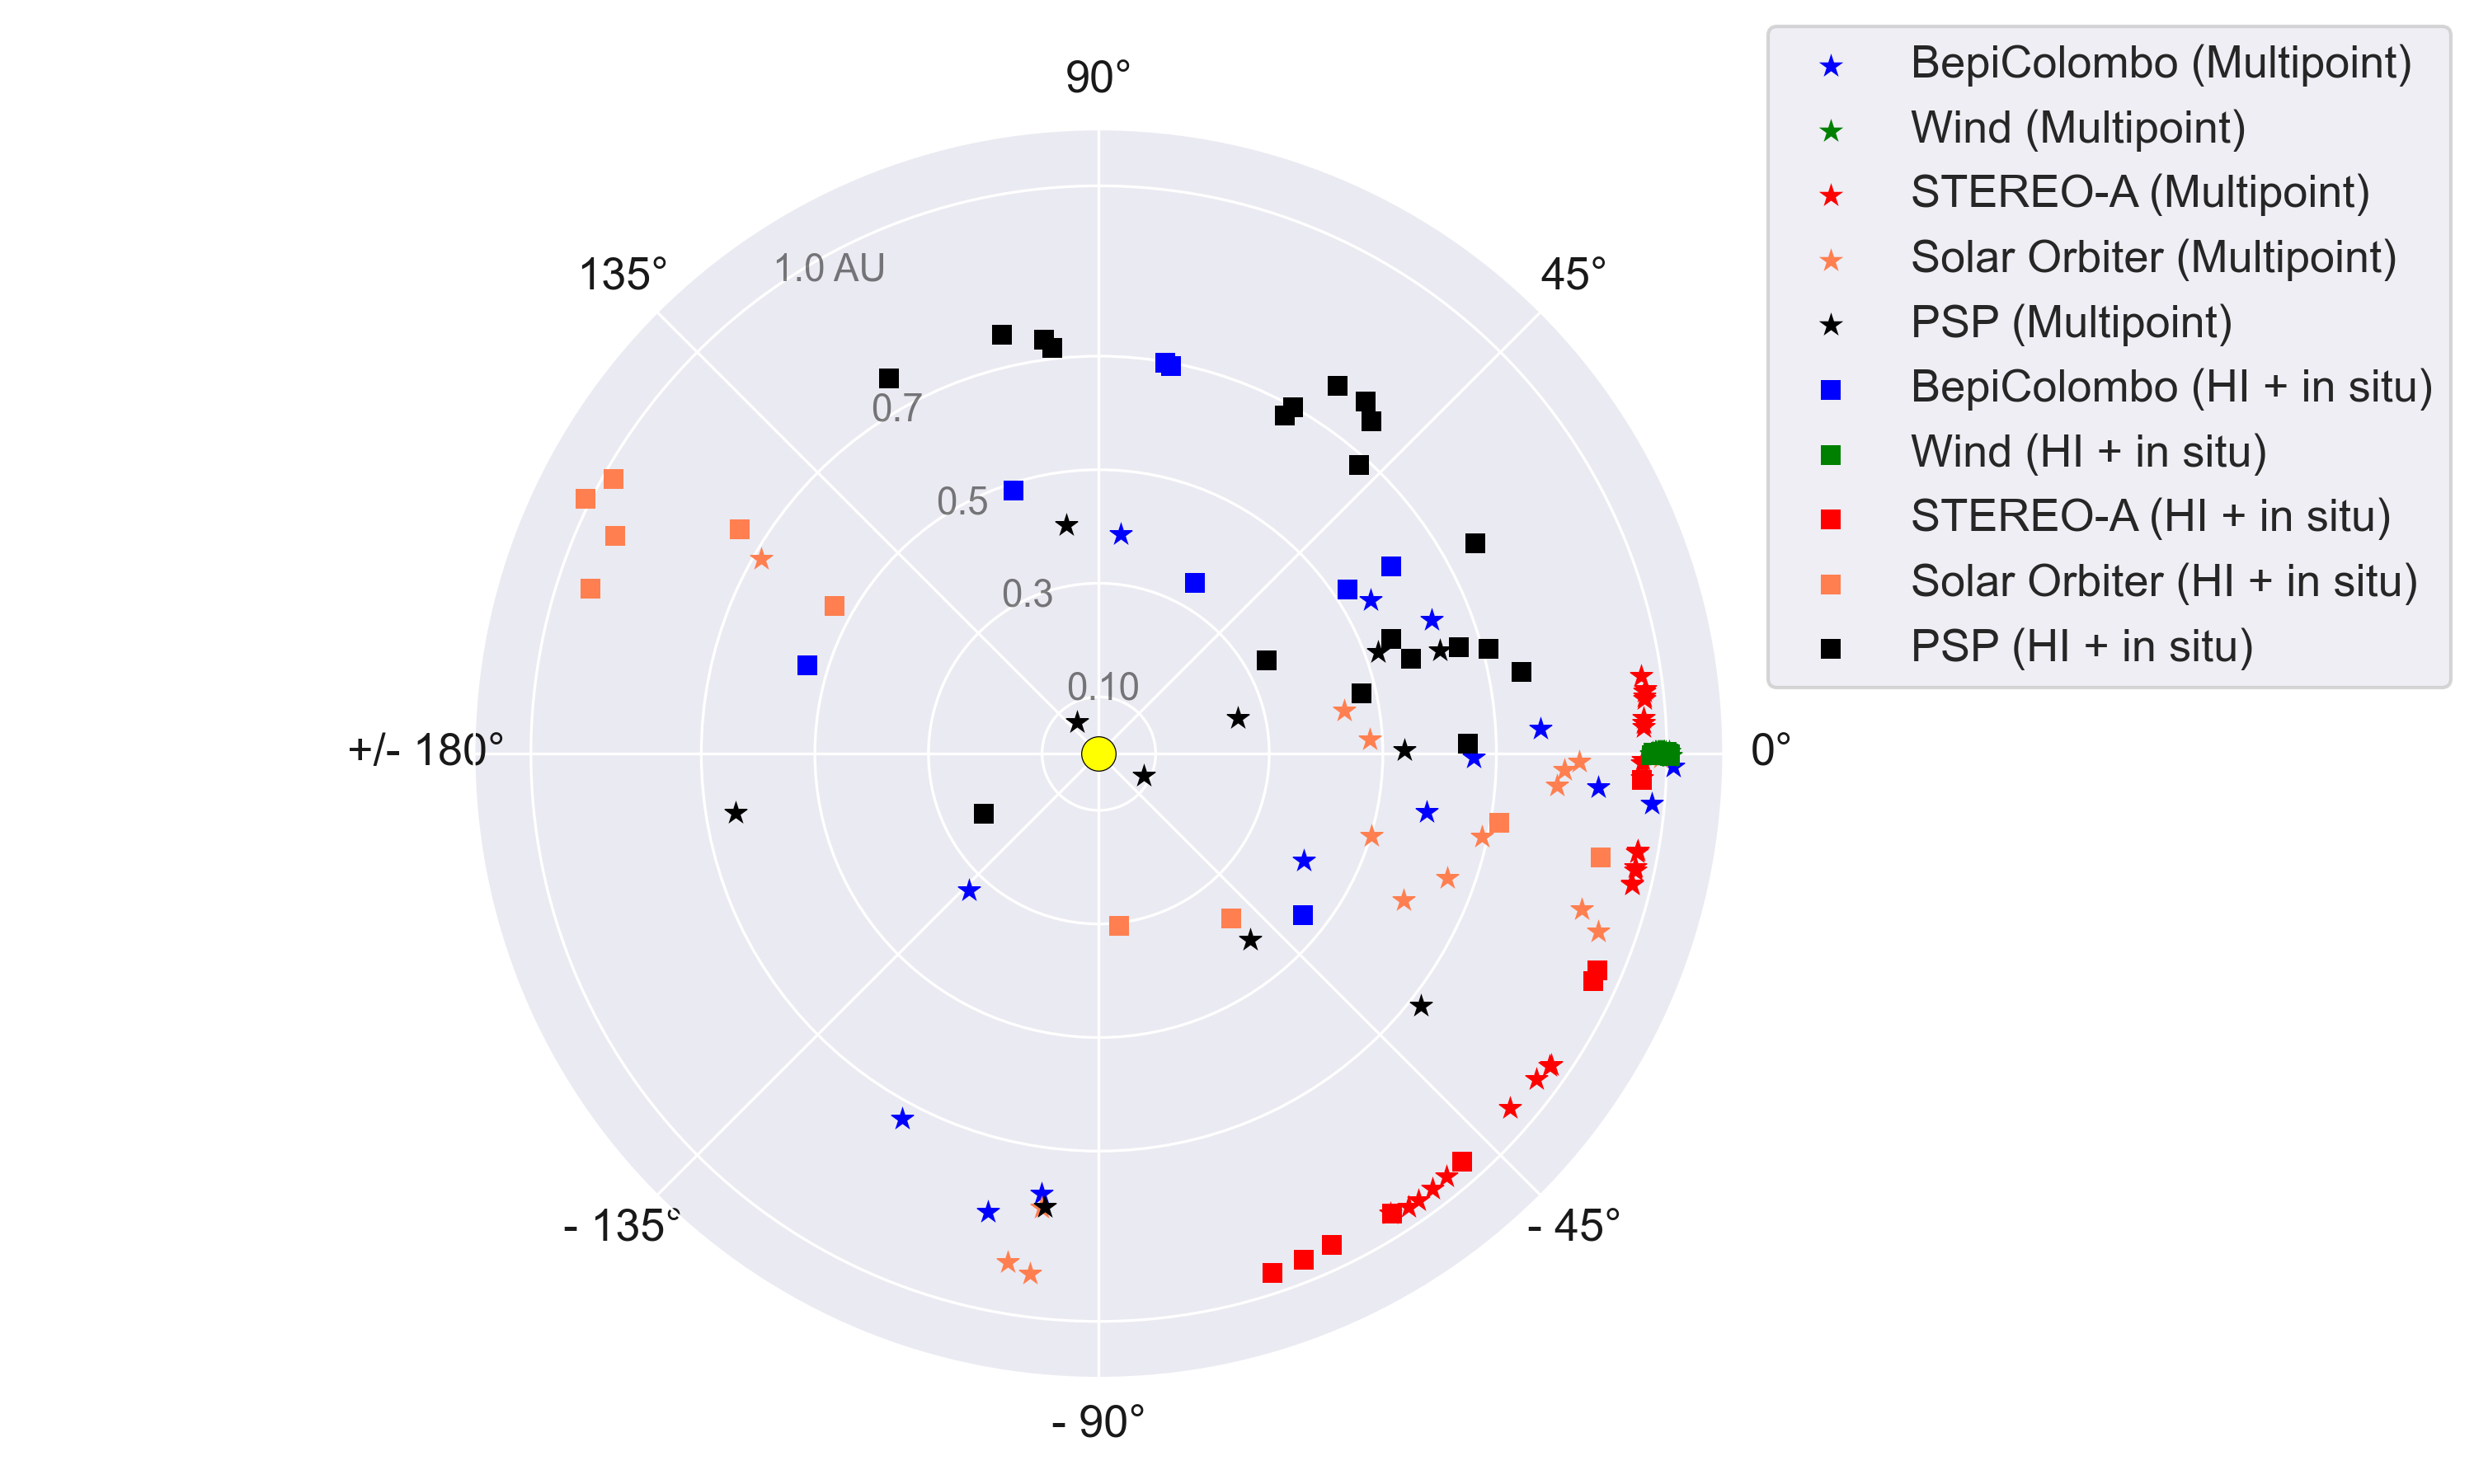 90°
135°
45°
1.0 AU
0.7
0.5
0.3
0.10
+/- 180°
0°
- 135°
- 45°
- 90°
BepiColombo (Multipoint)
Wind (Multipoint)
STEREO-A (Multipoint)
Solar Orbiter (Multipoint)
PSP (Multipoint)
BepiColombo (HI + in situ)
Wind (HI + in situ)
STEREO-A (HI + in situ)
Solar Orbiter (HI + in situ)
PSP (HI + in situ)